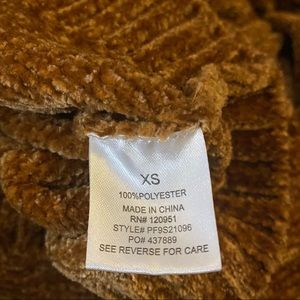 XS
100%POLYESTER
MADE IN CHINA
RN# 120951
STYLE# PF9S21096
PO# 437889
SEE REVERSE FOR CARE